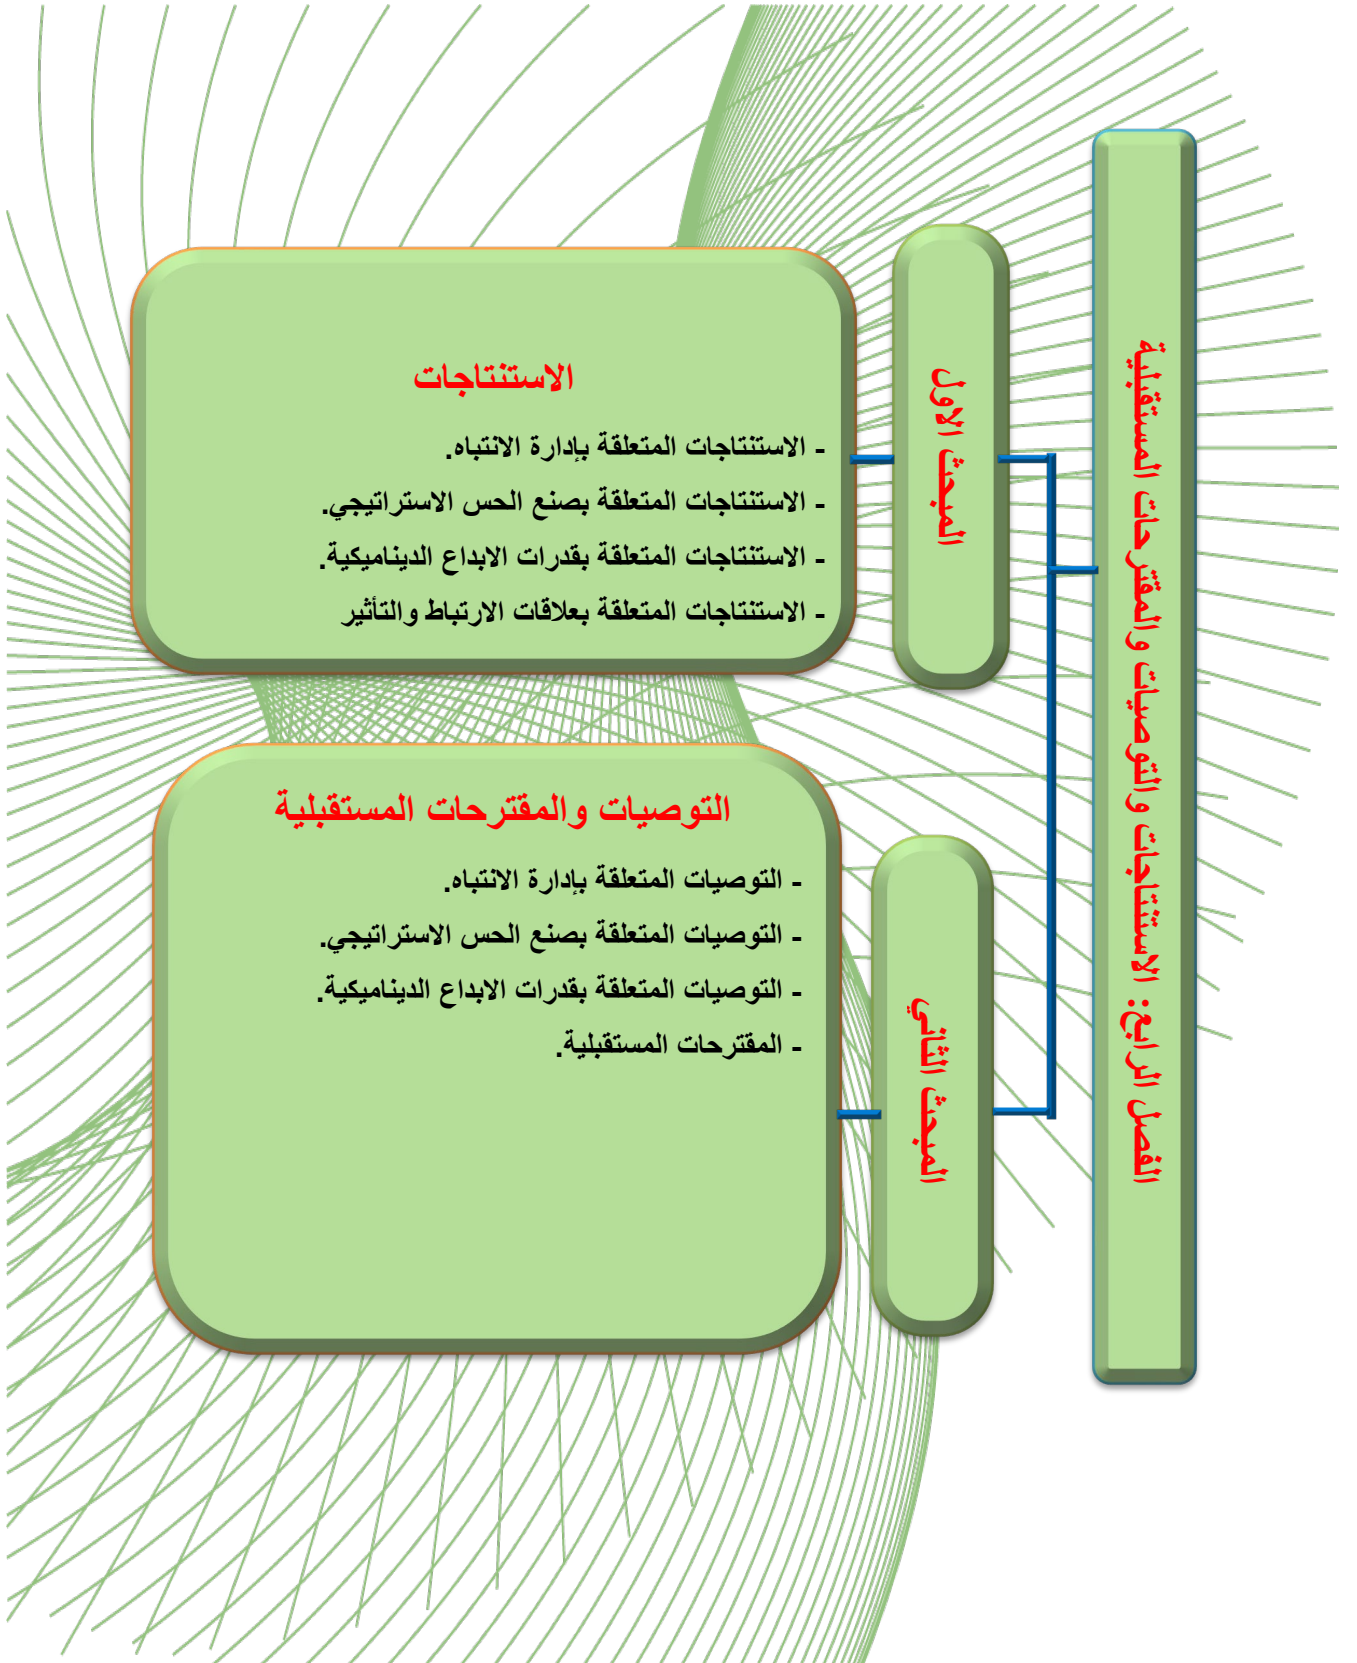 الفصل الرابع: الاستنتاجات والتوصيات والمقترحات المستقبلية
المبحث الاول
الاستنتاجات
- الاستنتاجات المتعلقة بإدارة الانتباه.
- الاستنتاجات المتعلقة بصنع الحس الاستراتيجي.
- الاستنتاجات المتعلقة بقدرات الابداع الديناميكية.
- الاستنتاجات المتعلقة بعلاقات الارتباط والتأثير
المبحث الثاني
التوصيات والمقترحات المستقبلية
- التوصيات المتعلقة بإدارة الانتباه.
- التوصيات المتعلقة بصنع الحس الاستراتيجي.
- التوصيات المتعلقة بقدرات الابداع الديناميكية.
- المقترحات المستقبلية.